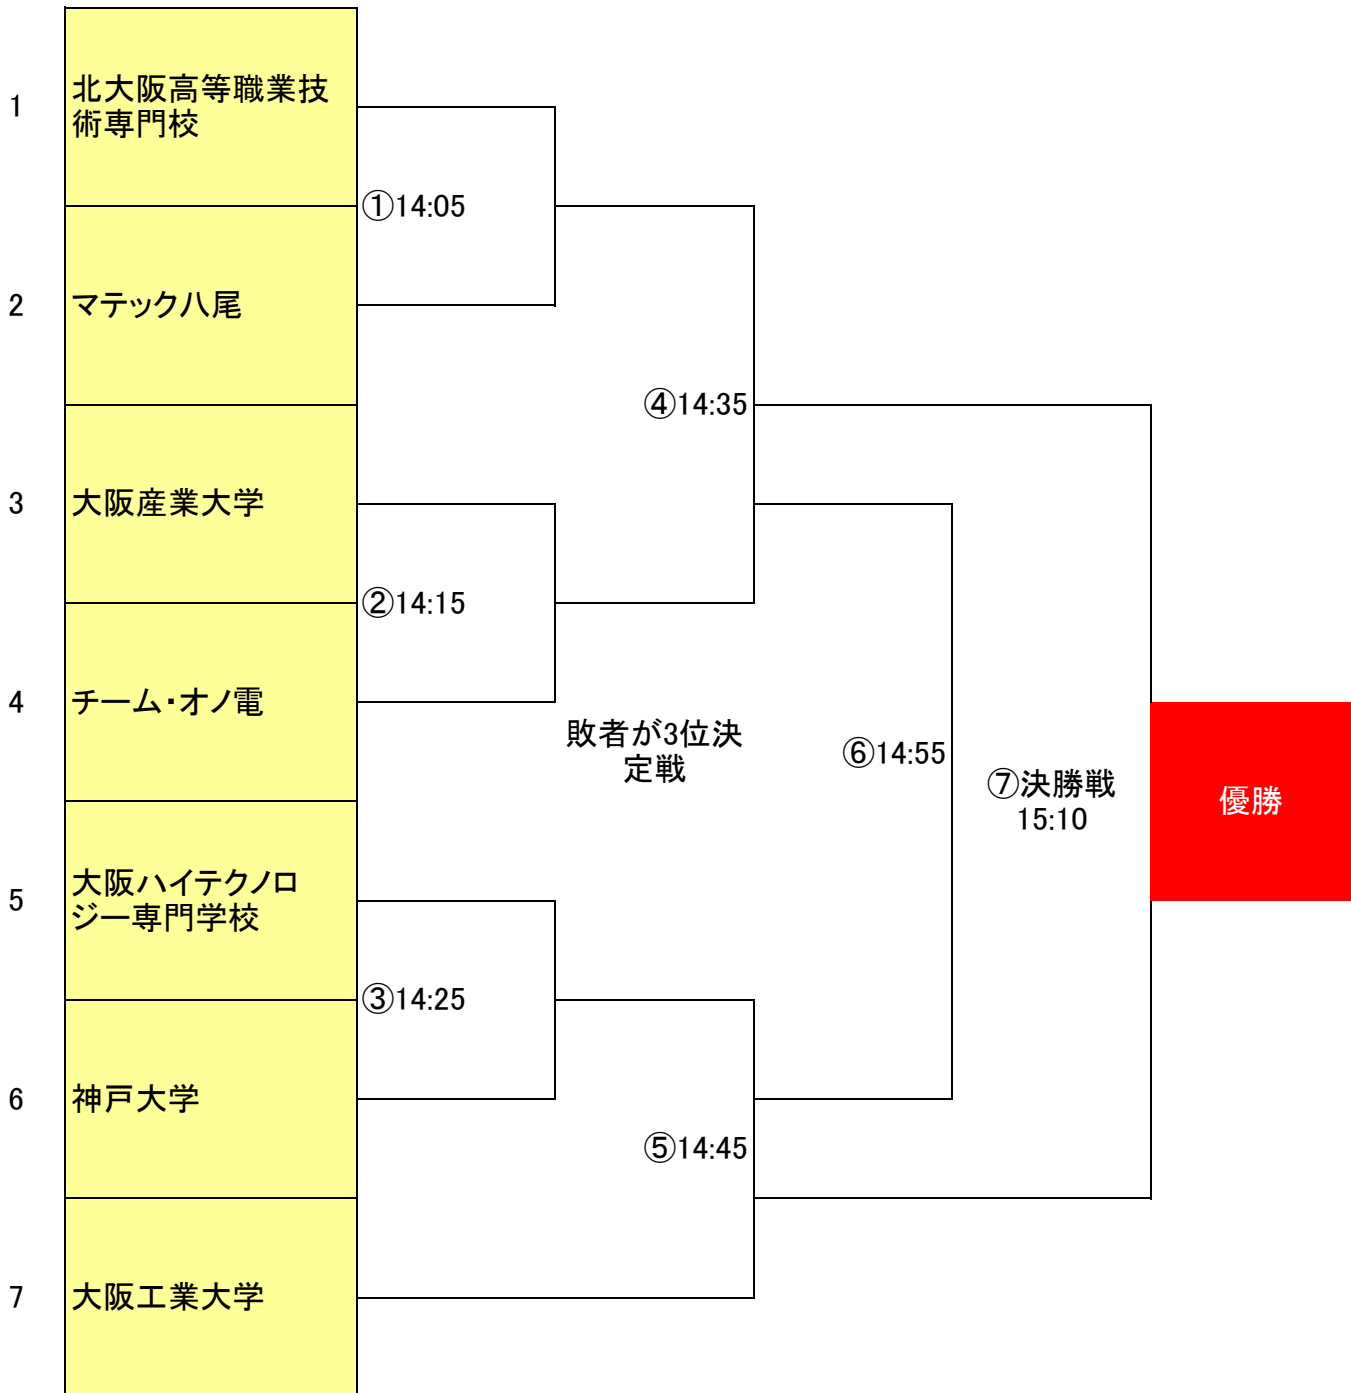 1
北大阪高等職業技
術専門校
①14:05
2
マテック八尾
④14:35
3
大阪産業大学
②14:15
4
チーム・オノ電
敗者が3位決
定戦
⑥14:55
⑦決勝戦
15:10
優勝
5
大阪ハイテクノロ
ジー専門学校
③14:25
6
神戸大学
⑤14:45
7
大阪工業大学